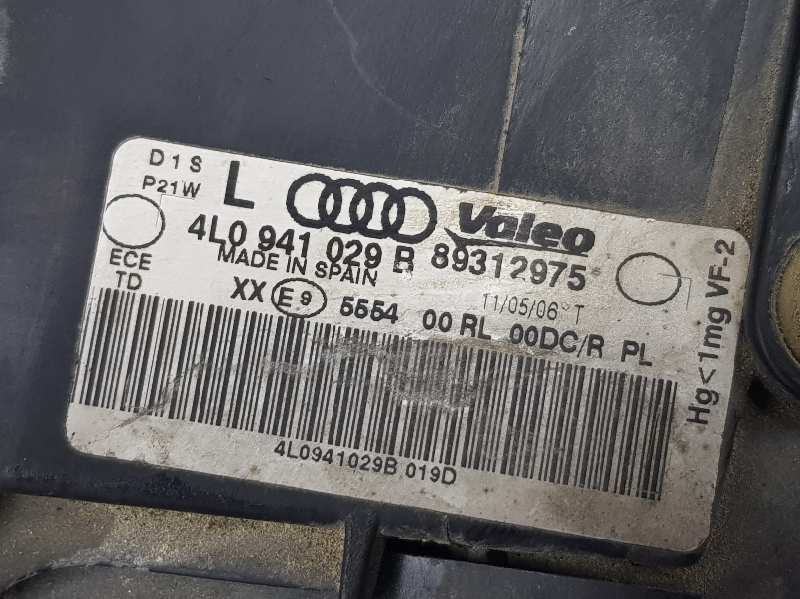 D1S
P21W
L
Valeo
4L0 941 029 B 89312975
MADE IN SPAIN
ECE
TD
11/05/06 T
XX E9 5554 00 RL 00DC/R PL
4L0941029B 019D
Hg<1mg VF-2